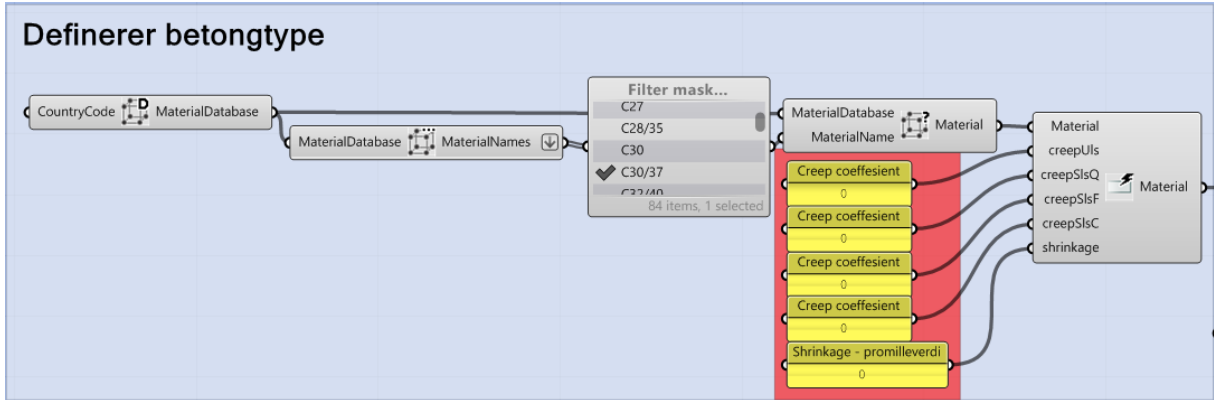 Definerer betongtype
CountryCode D MaterialDatabase
MaterialDatabase MaterialNames
Filter mask...
C27
C28/35
C30
C30/37
C32/40
84 items, 1 selected
MaterialDatabase ? Material
MaterialName
Creep coeffesient
0
Creep coeffesient
0
Creep coeffesient
0
Creep coeffesient
0
Shrinkage - promilleverdi
0
Material
creepUls
creepSlsQ
creepSlsF
creepSlsC
shrinkage
Material